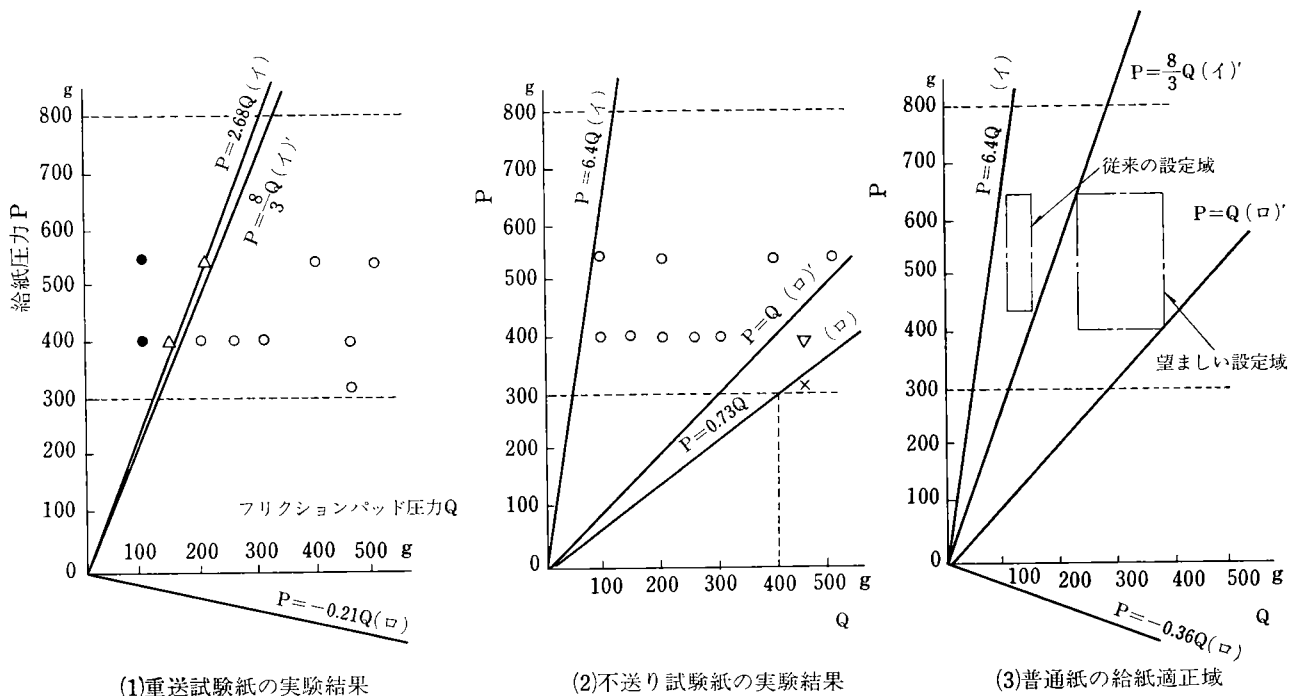 g
800
700
600
500
400
300
200
100
0
給紙圧力P
P=2.68Q(イ)
P=8/3Q(イ)′
フリクションパッド圧力Q
100 200 300 400 500 g
P=−0.21Q(ロ)
(1)重送試験紙の実験結果
g
800
700
600
500
400
300
200
100
0
P
P=6.4Q(イ)
P=Q(ロ)′
P=0.73Q (ロ)
100 200 300 400 500 g
Q
(2)不送り試験紙の実験結果
g
800
700
600
500
400
300
200
100
0
P
P=6.4Q (イ)
P=8/3Q(イ)′
従来の設定域
P=Q(ロ)′
望ましい設定域
100 200 300 400 500 g
Q
P=−0.36Q(ロ)
(3)普通紙の給紙適正域